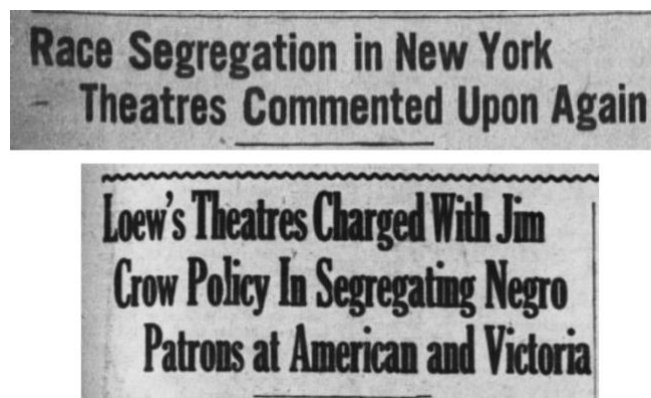 Race Segregation in New York
Theatres Commented Upon Again
Loew's Theatres Charged With Jim
Crow Policy In Segregating Negro
Patrons at American and Victoria